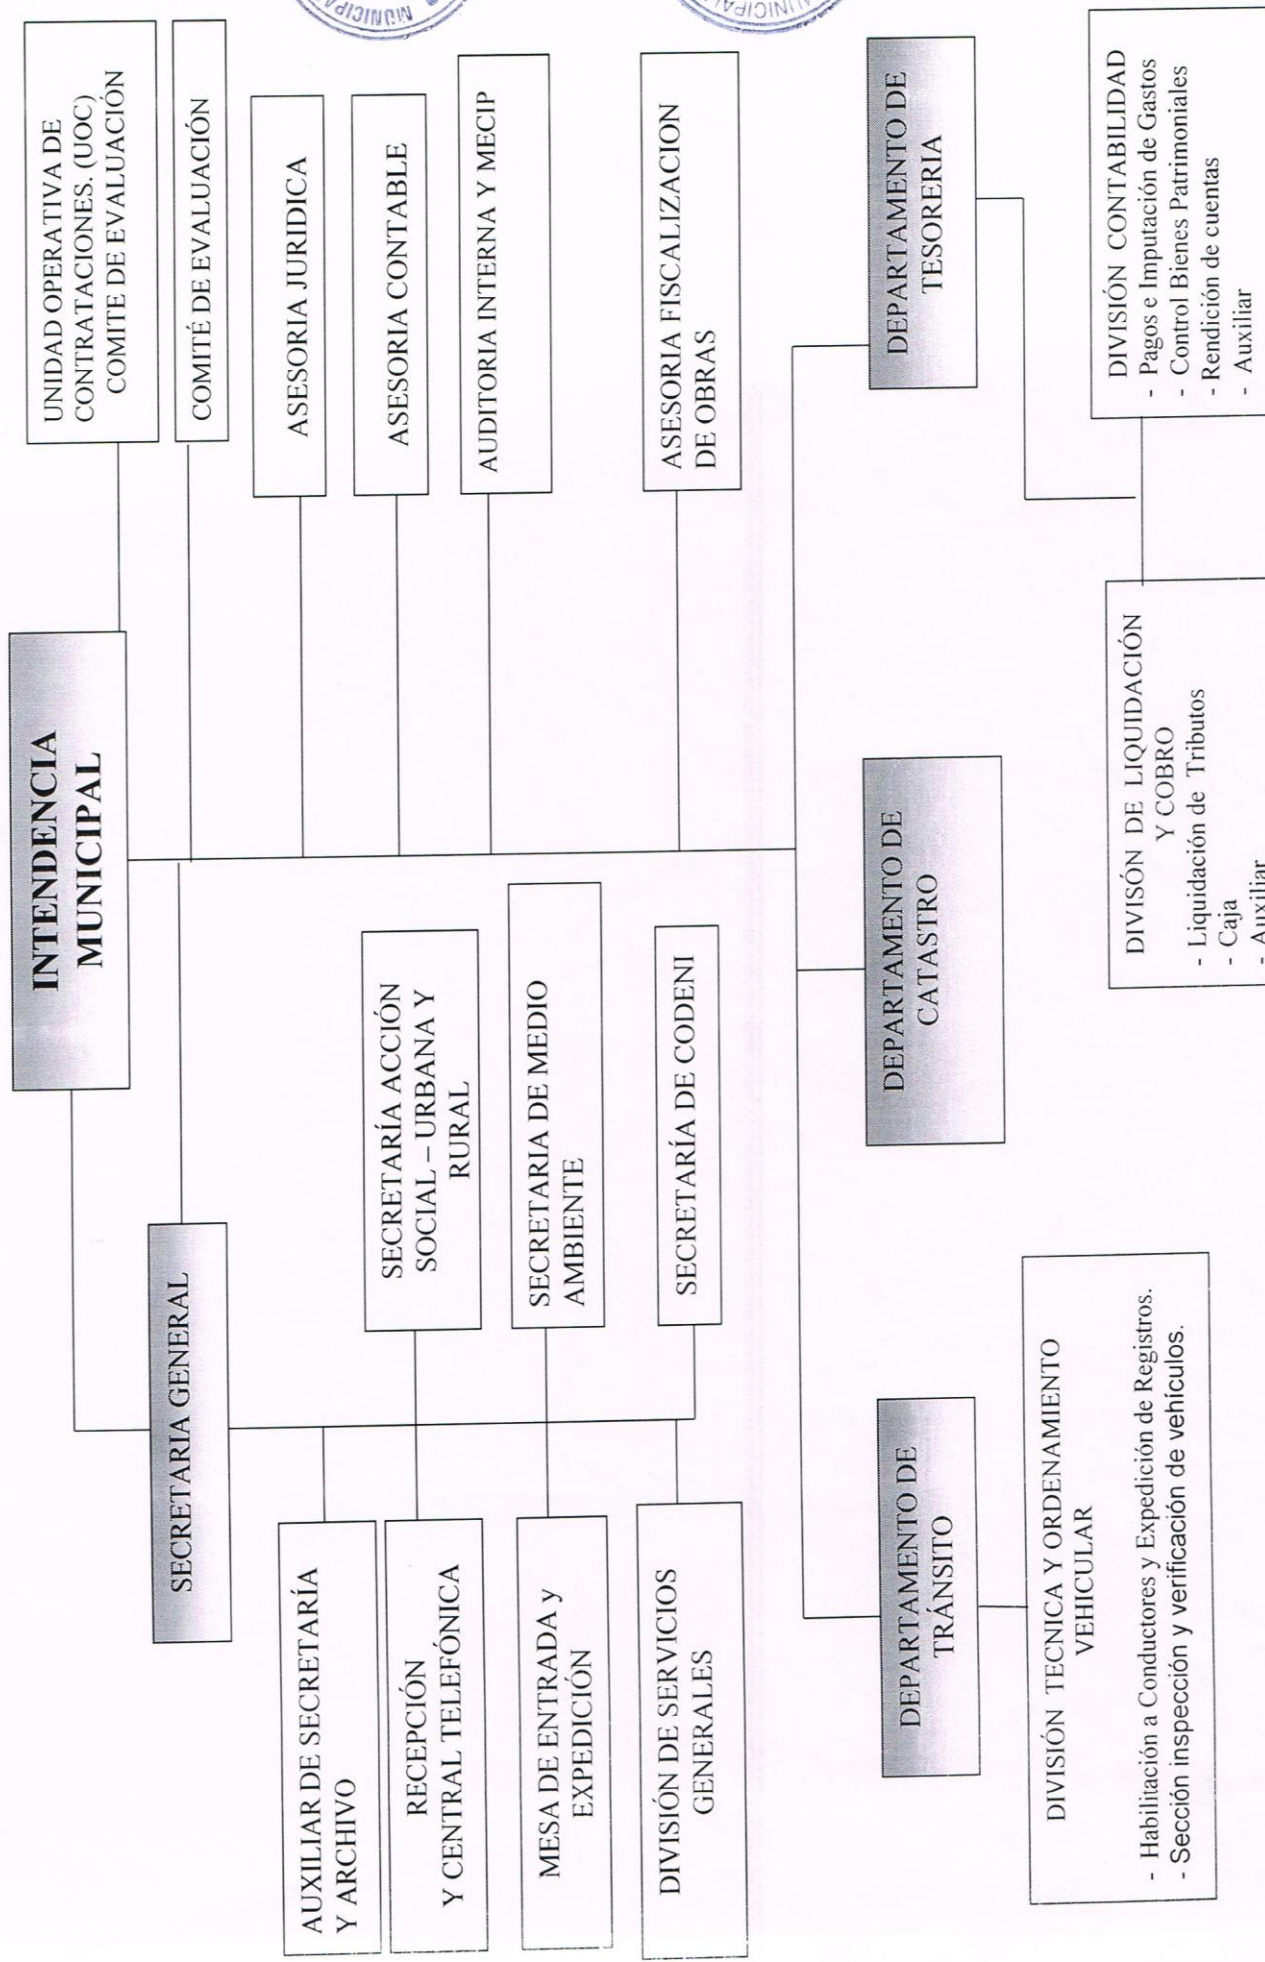 INTENDENCIA
MUNICIPAL
UNIDAD OPERATIVA DE
CONTRATACIONES. (UOC)
COMITE DE EVALUACIÓN
COMITÉ DE EVALUACIÓN
SECRETARIA GENERAL
ASESORIA JURIDICA
ASESORIA CONTABLE
AUDITORIA INTERNA Y MECIP
ASESORIA FISCALIZACION
DE OBRAS
AUXILIAR DE SECRETARÍA
Y ARCHIVO
RECEPCIÓN
Y CENTRAL TELEFÓNICA
MESA DE ENTRADA y
EXPEDICIÓN
DIVISIÓN DE SERVICIOS
GENERALES
SECRETARÍA ACCIÓN
SOCIAL – URBANA Y
RURAL
SECRETARIA DE MEDIO
AMBIENTE
SECRETARÍA DE CODENI
MUNICIPAL
DEPARTAMENTO DE
TRÁNSITO
DEPARTAMENTO DE
CATASTRO
DEPARTAMENTO DE
TESORERIA
DIVISIÓN TECNICA Y ORDENAMIENTO
VEHICULAR
- Habilitación a Conductores y Expedición de Registros.
- Sección inspección y verificación de vehículos.
DIVISÓN DE LIQUIDACIÓN
Y COBRO
- Liquidación de Tributos
- Caja
- Auxiliar
DIVISIÓN CONTABILIDAD
- Pagos e Imputación de Gastos
- Control Bienes Patrimoniales
- Rendición de cuentas
- Auxiliar